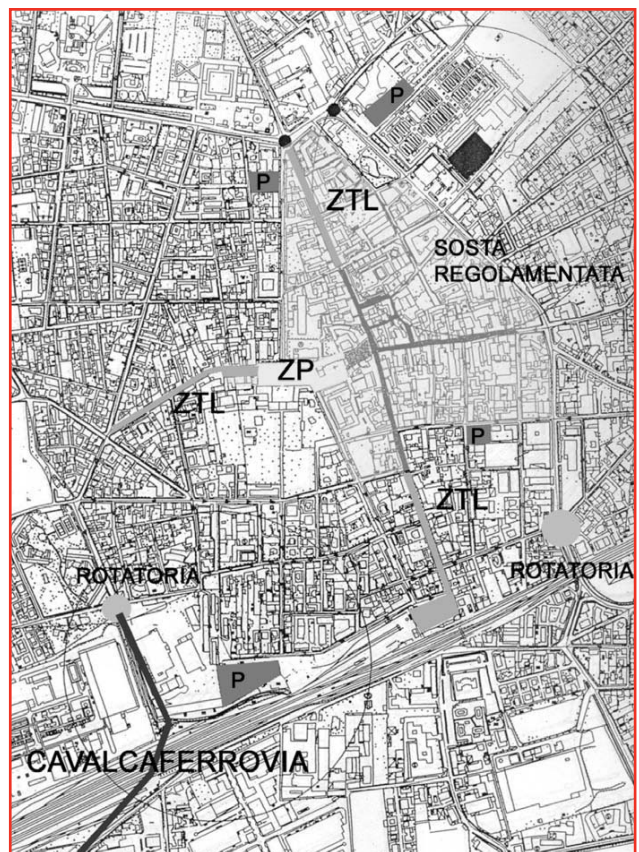 P
P
ZTL
SOSTA
REGOLAMENTATA
ZP
ZTL
P
ZTL
ROTATORIA
ROTATORIA
P
CAVALCAFERROVIA